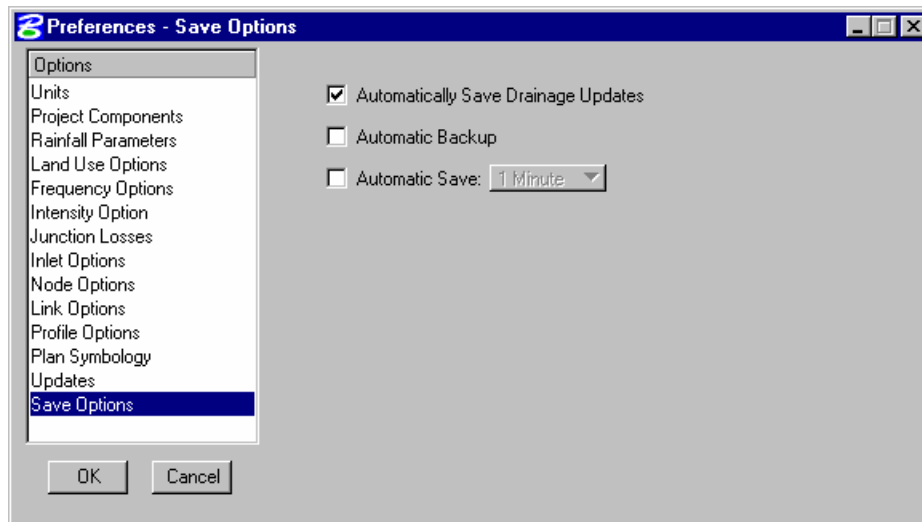 Preferences - Save Options
Options
Units
Project Components
Rainfall Parameters
Land Use Options
Frequency Options
Intensity Option
Junction Losses
Inlet Options
Node Options
Link Options
Profile Options
Plan Symbology
Updates
Save Options
Automatically Save Drainage Updates
Automatic Backup
Automatic Save: 1 Minute
OK Cancel